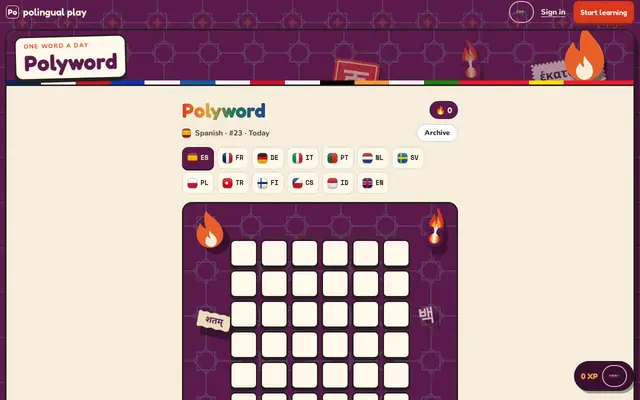 Po polingual play
Sign in
Start learning
ONE WORD A DAY
Polyword
Polyword
🔥 0
Spanish · #23 · Today
Archive
ES
FR
DE
IT
PT
NL
SV
PL
TR
FI
CS
ID
EN
शतम्
백
0 XP